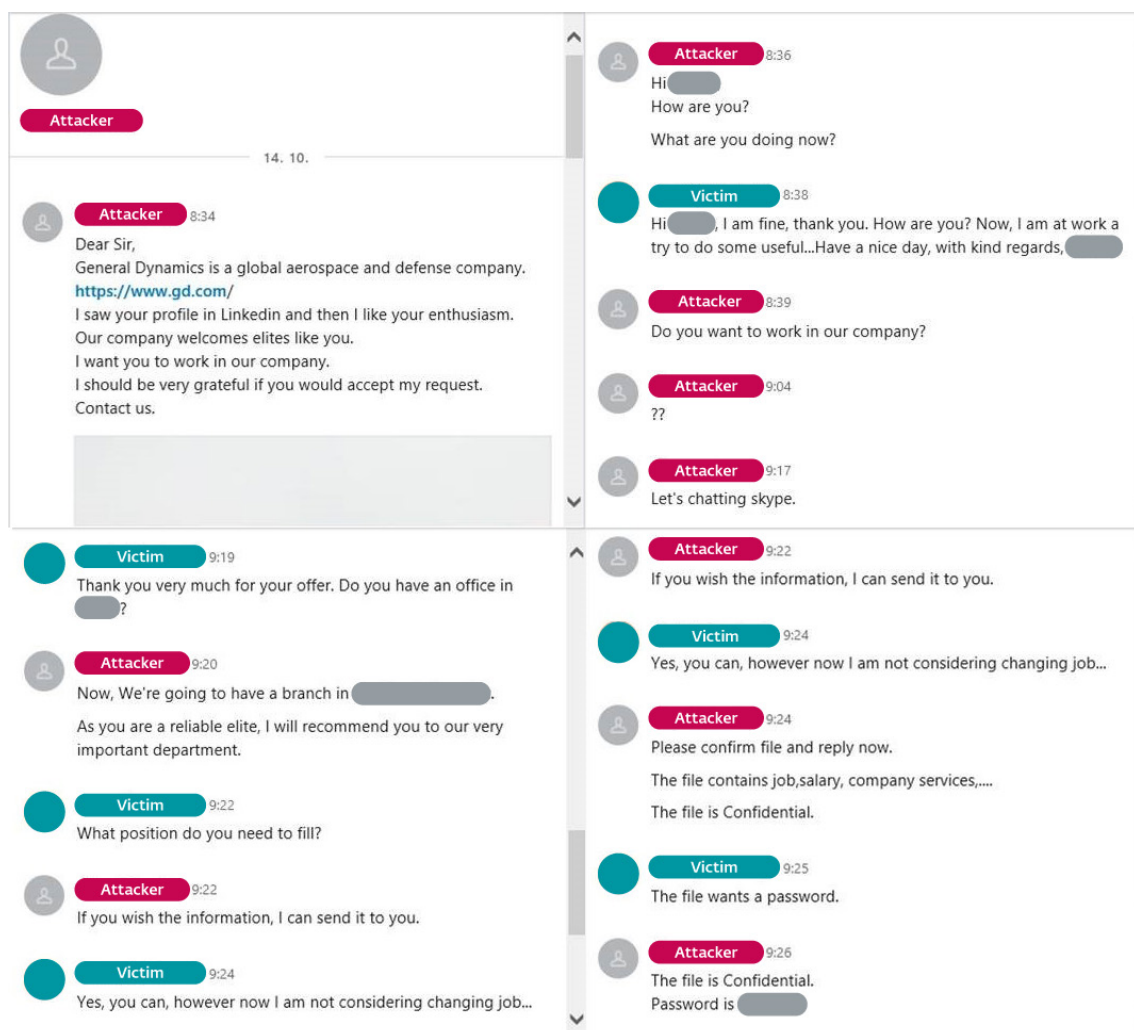 Attacker
14. 10.
Attacker 8:34
Dear Sir,
General Dynamics is a global aerospace and defense company.
https://www.gd.com/
I saw your profile in Linkedin and then I like your enthusiasm.
Our company welcomes elites like you.
I want you to work in our company.
I should be very grateful if you would accept my request.
Contact us.
Attacker 8:36
Hi
How are you?
What are you doing now?
Victim 8:38
Hi , I am fine, thank you. How are you? Now, I am at work a
try to do some useful...Have a nice day, with kind regards,
Attacker 8:39
Do you want to work in our company?
Attacker 9:04
??
Attacker 9:17
Let's chatting skype.
Victim 9:19
Thank you very much for your offer. Do you have an office in
?
Attacker 9:20
Now, We're going to have a branch in .
As you are a reliable elite, I will recommend you to our very
important department.
Victim 9:22
What position do you need to fill?
Attacker 9:22
If you wish the information, I can send it to you.
Victim 9:24
Yes, you can, however now I am not considering changing job...
Attacker 9:22
If you wish the information, I can send it to you.
Victim 9:24
Yes, you can, however now I am not considering changing job...
Attacker 9:24
Please confirm file and reply now.
The file contains job,salary, company services,....
The file is Confidential.
Victim 9:25
The file wants a password.
Attacker 9:26
The file is Confidential.
Password is